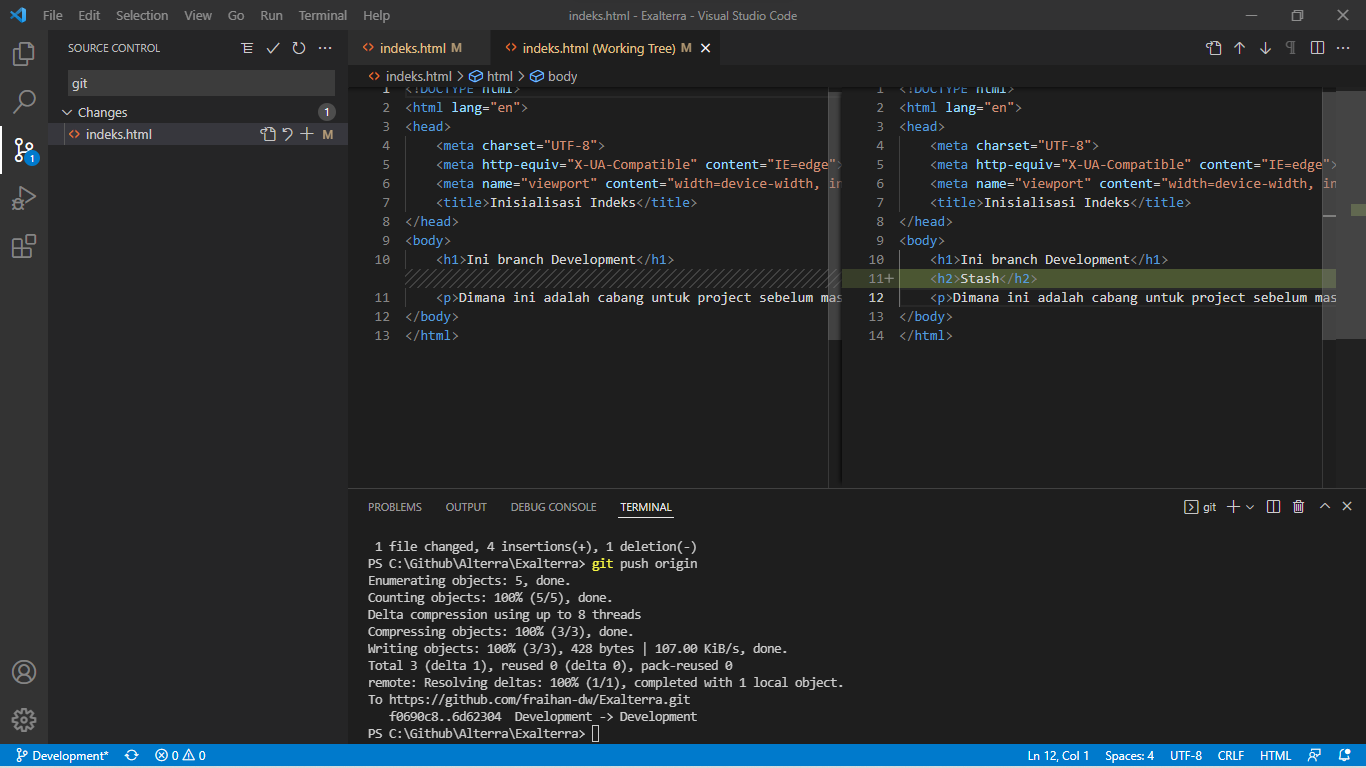 File Edit Selection View Go Run Terminal Help indeks.html - Exalterra - Visual Studio Code
SOURCE CONTROL
git
Changes 1
indeks.html M
1
indeks.html M indeks.html (Working Tree) M
indeks.html > html > body
1 <!DOCTYPE html>
2 <html lang="en">
3 <head>
4 <meta charset="UTF-8">
5 <meta http-equiv="X-UA-Compatible" content="IE=edge">
6 <meta name="viewport" content="width=device-width, in
7 <title>Inisialisasi Indeks</title>
8 </head>
9 <body>
10 <h1>Ini branch Development</h1>
11 <p>Dimana ini adalah cabang untuk project sebelum mas
12 </body>
13 </html>
1 <!DOCTYPE html>
2 <html lang="en">
3 <head>
4 <meta charset="UTF-8">
5 <meta http-equiv="X-UA-Compatible" content="IE=edge">
6 <meta name="viewport" content="width=device-width, in
7 <title>Inisialisasi Indeks</title>
8 </head>
9 <body>
10 <h1>Ini branch Development</h1>
11+ <h2>Stash</h2>
12 <p>Dimana ini adalah cabang untuk project sebelum mas
13 </body>
14 </html>
PROBLEMS OUTPUT DEBUG CONSOLE TERMINAL git
1 file changed, 4 insertions(+), 1 deletion(-)
PS C:\Github\Alterra\Exalterra> git push origin
Enumerating objects: 5, done.
Counting objects: 100% (5/5), done.
Delta compression using up to 8 threads
Compressing objects: 100% (3/3), done.
Writing objects: 100% (3/3), 428 bytes | 107.00 KiB/s, done.
Total 3 (delta 1), reused 0 (delta 0), pack-reused 0
remote: Resolving deltas: 100% (1/1), completed with 1 local object.
To https://github.com/fraihan-dw/Exalterra.git
f0690c8..6d62304 Development -> Development
PS C:\Github\Alterra\Exalterra>
Development* 0 0 Ln 12, Col 1 Spaces: 4 UTF-8 CRLF HTML